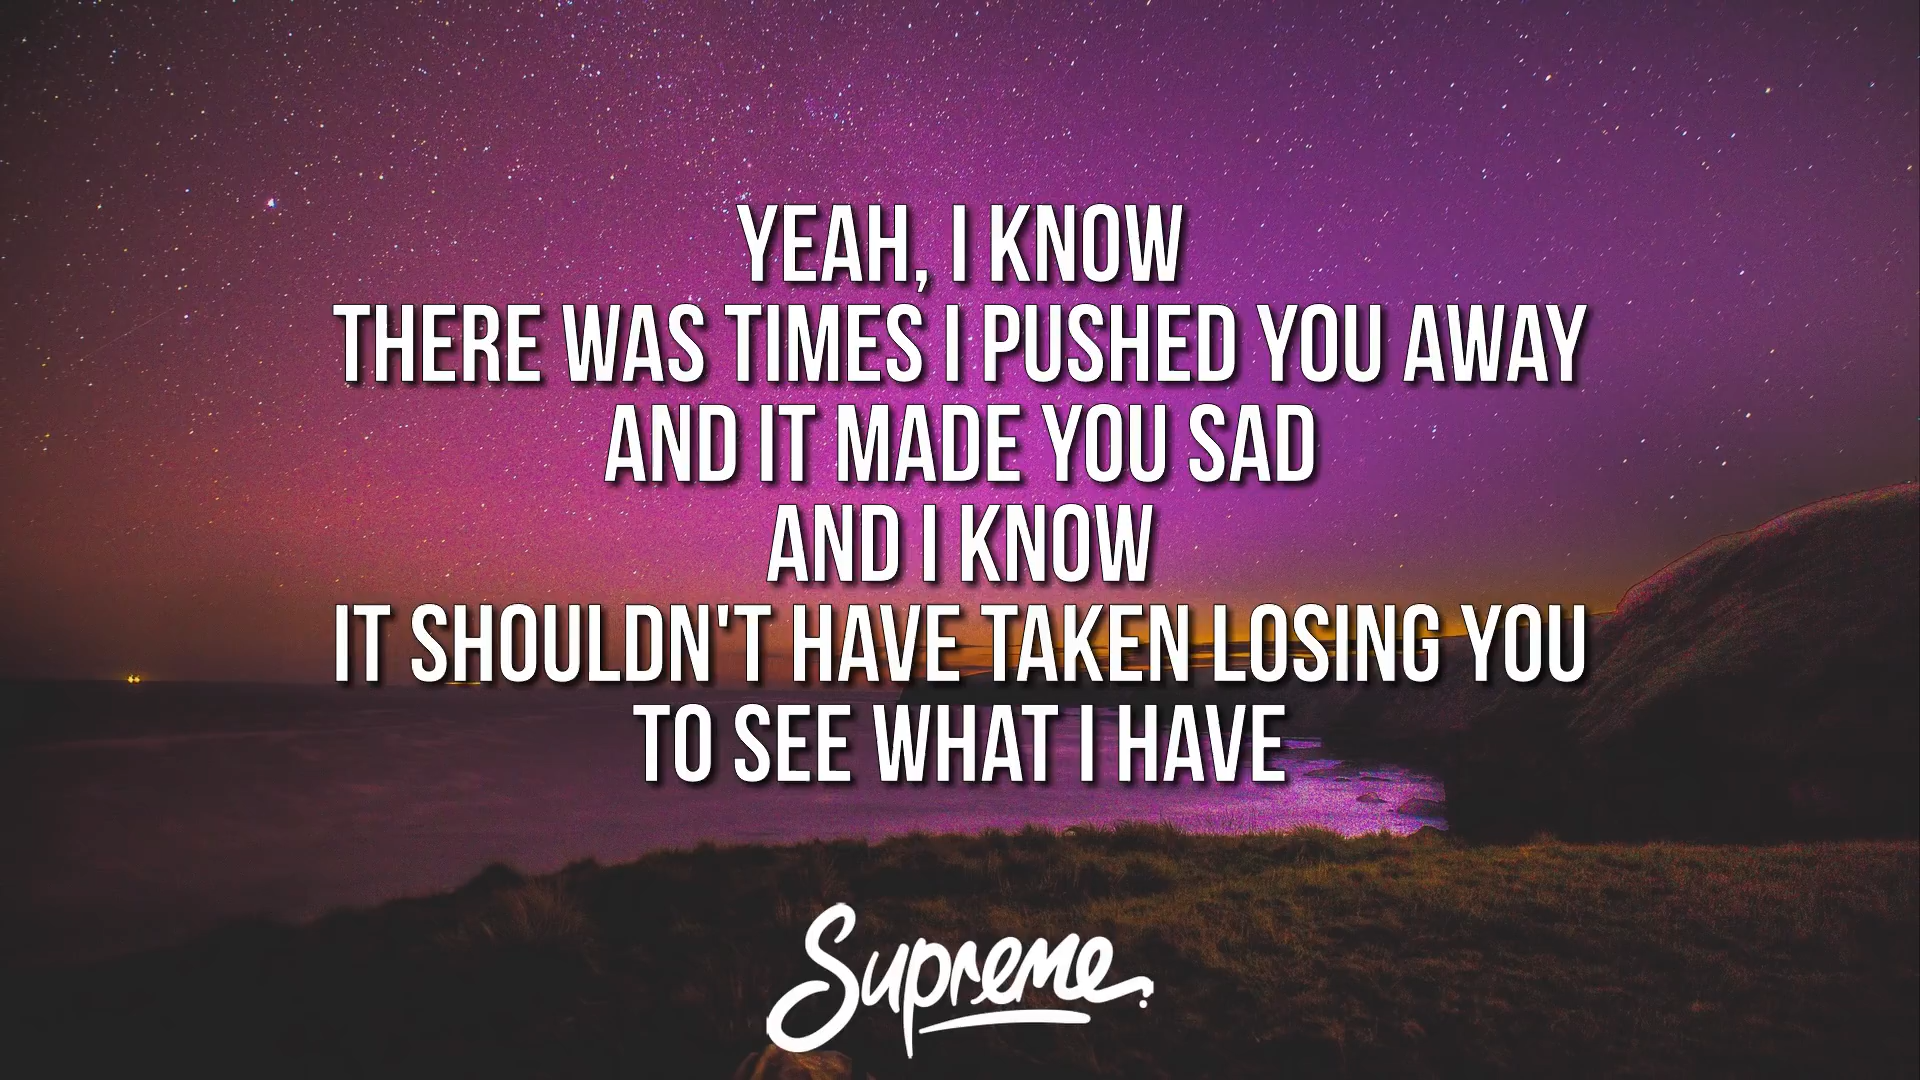 YEAH, I KNOW
THERE WAS TIMES I PUSHED YOU AWAY
AND IT MADE YOU SAD
AND I KNOW
IT SHOULDN'T HAVE TAKEN LOSING YOU
TO SEE WHAT I HAVE
Supreme.